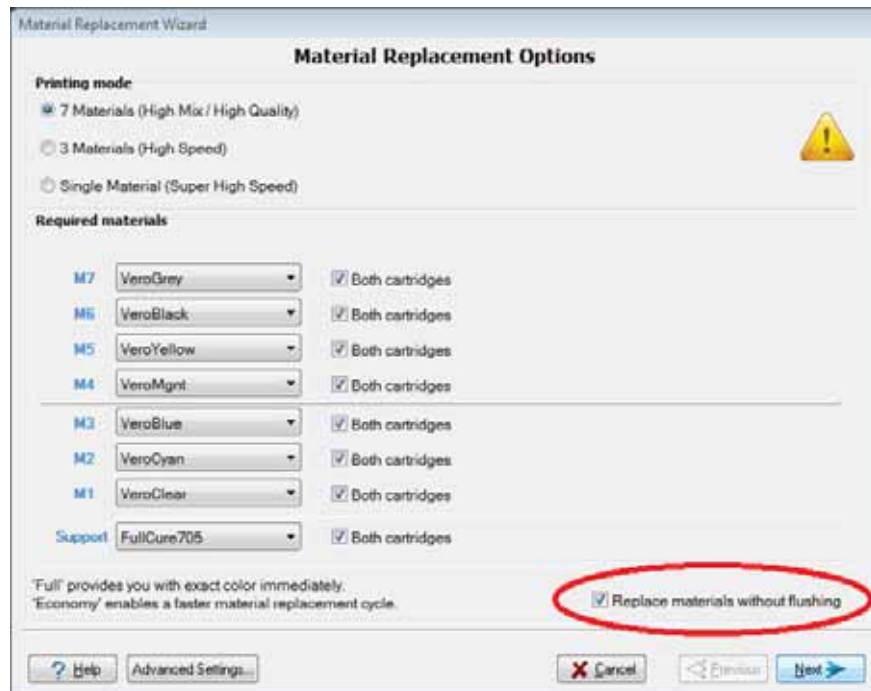 Material Replacement Wizard
Material Replacement Options
Printing mode
7 Materials (High Mix / High Quality)
3 Materials (High Speed)
Single Material (Super High Speed)
Required materials
M7 VeroGrey Both cartridges
M6 VeroBlack Both cartridges
M5 VeroYellow Both cartridges
M4 VeroMgnt Both cartridges
M3 VeroBlue Both cartridges
M2 VeroCyan Both cartridges
M1 VeroClear Both cartridges
Support FullCure705 Both cartridges
'Full' provides you with exact color immediately.
'Economy' enables a faster material replacement cycle.
Replace materials without flushing
? Help Advanced Settings... Cancel Previous Next